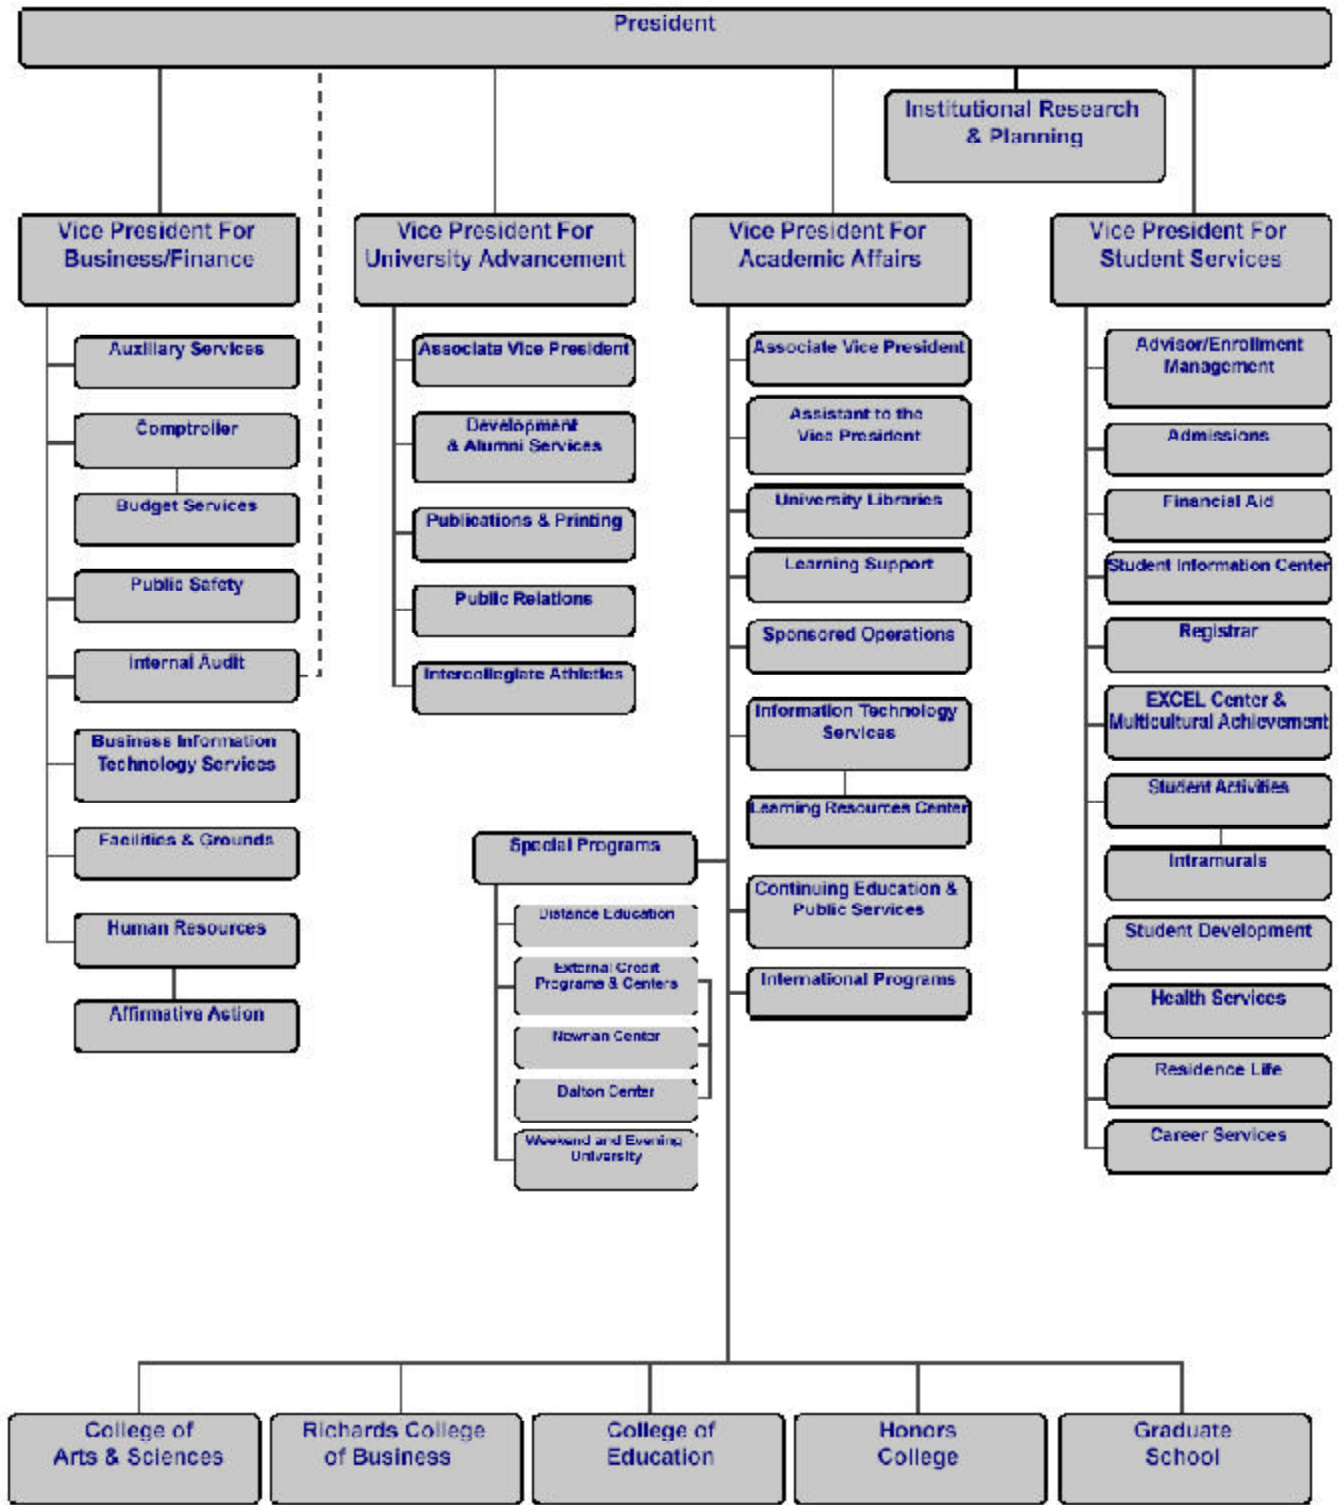 President
Institutional Research
& Planning
Vice President For
Business/Finance
Vice President For
University Advancement
Vice President For
Academic Affairs
Vice President For
Student Services
Auxiliary Services
Comptroller
Budget Services
Public Safety
Internal Audit
Business Information
Technology Services
Facilities & Grounds
Human Resources
Affirmative Action
Associate Vice President
Development
& Alumni Services
Publications & Printing
Public Relations
Intercollegiate Athletics
Associate Vice President
Assistant to the
Vice President
University Libraries
Learning Support
Sponsored Operations
Information Technology
Services
Learning Resources Center
Continuing Education &
Public Services
International Programs
Special Programs
Distance Education
External Credit
Programs & Centers
Newnan Center
Dalton Center
Weekend and Evening
University
Advisor/Enrollment
Management
Admissions
Financial Aid
Student Information Center
Registrar
EXCEL Center &
Multicultural Achievement
Student Activities
Intramurals
Student Development
Health Services
Residence Life
Career Services
College of
Arts & Sciences
Richards College
of Business
College of
Education
Honors
College
Graduate
School